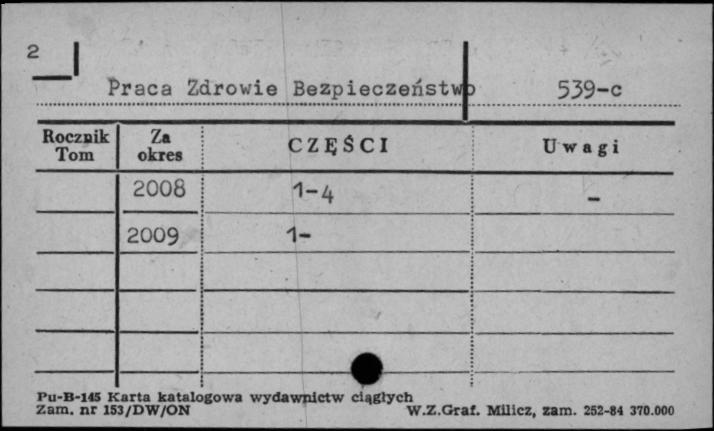 2
Praca Zdrowie Bezpieczeństwo 539-c
Rocznik Tom Za okres CZĘŚCI Uwagi
2008 1-4 -
2009 1-
Pu-B-145 Karta katalogowa wydawnictw ciągłych
Zam. nr 153/DW/ON W.Z.Graf. Milicz, zam. 252-84 370.000